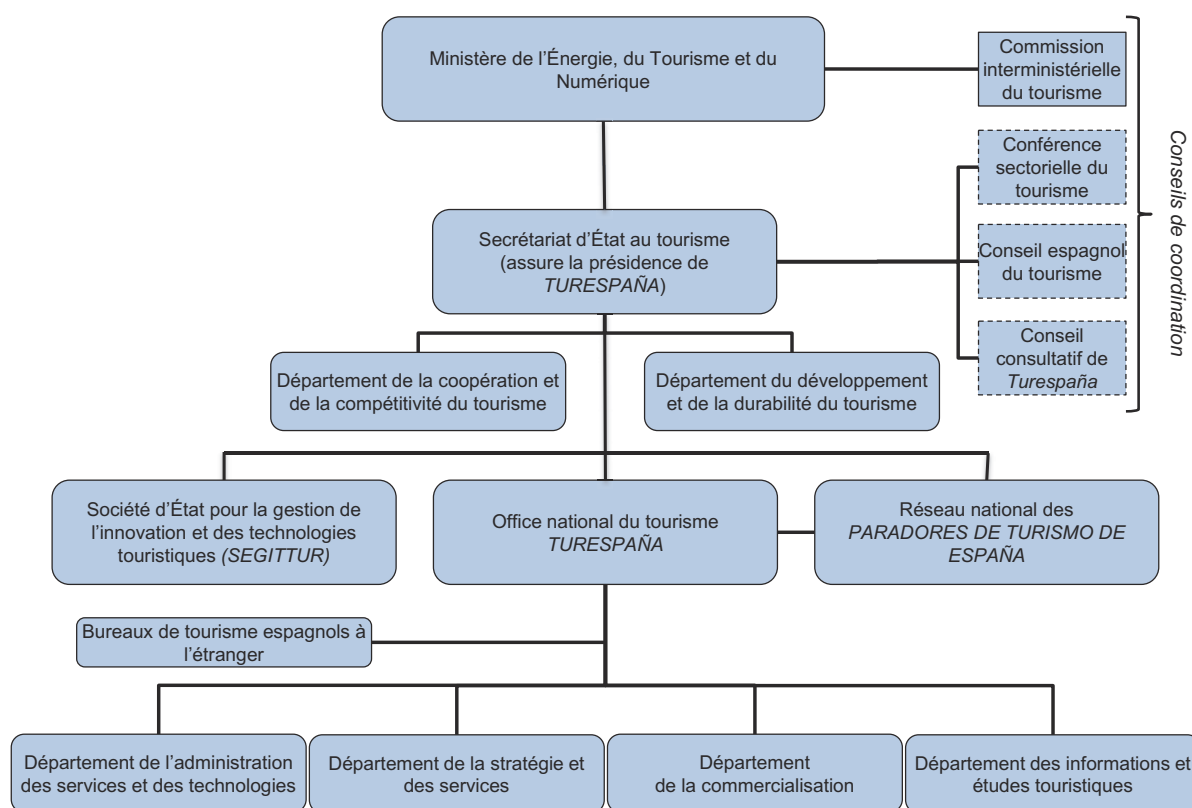 Ministère de l’Énergie, du Tourisme et du
Numérique
Commission
interministérielle
du tourisme
Conférence
sectorielle du
tourisme
Secrétariat d’État au tourisme
(assure la présidence de
TURESPAÑA)
Conseil espagnol
du tourisme
Conseil
consultatif de
Turespaña
Conseils de coordination
Département de la coopération et
de la compétitivité du tourisme
Département du développement
et de la durabilité du tourisme
Société d’État pour la gestion de
l’innovation et des technologies
touristiques (SEGITTUR)
Office national du tourisme
TURESPAÑA
Réseau national des
PARADORES DE TURISMO DE
ESPAÑA
Bureaux de tourisme espagnols à
l’étranger
Département de l’administration
des services et des technologies
Département de la stratégie et
des services
Département
de la commercialisation
Département des informations et
études touristiques